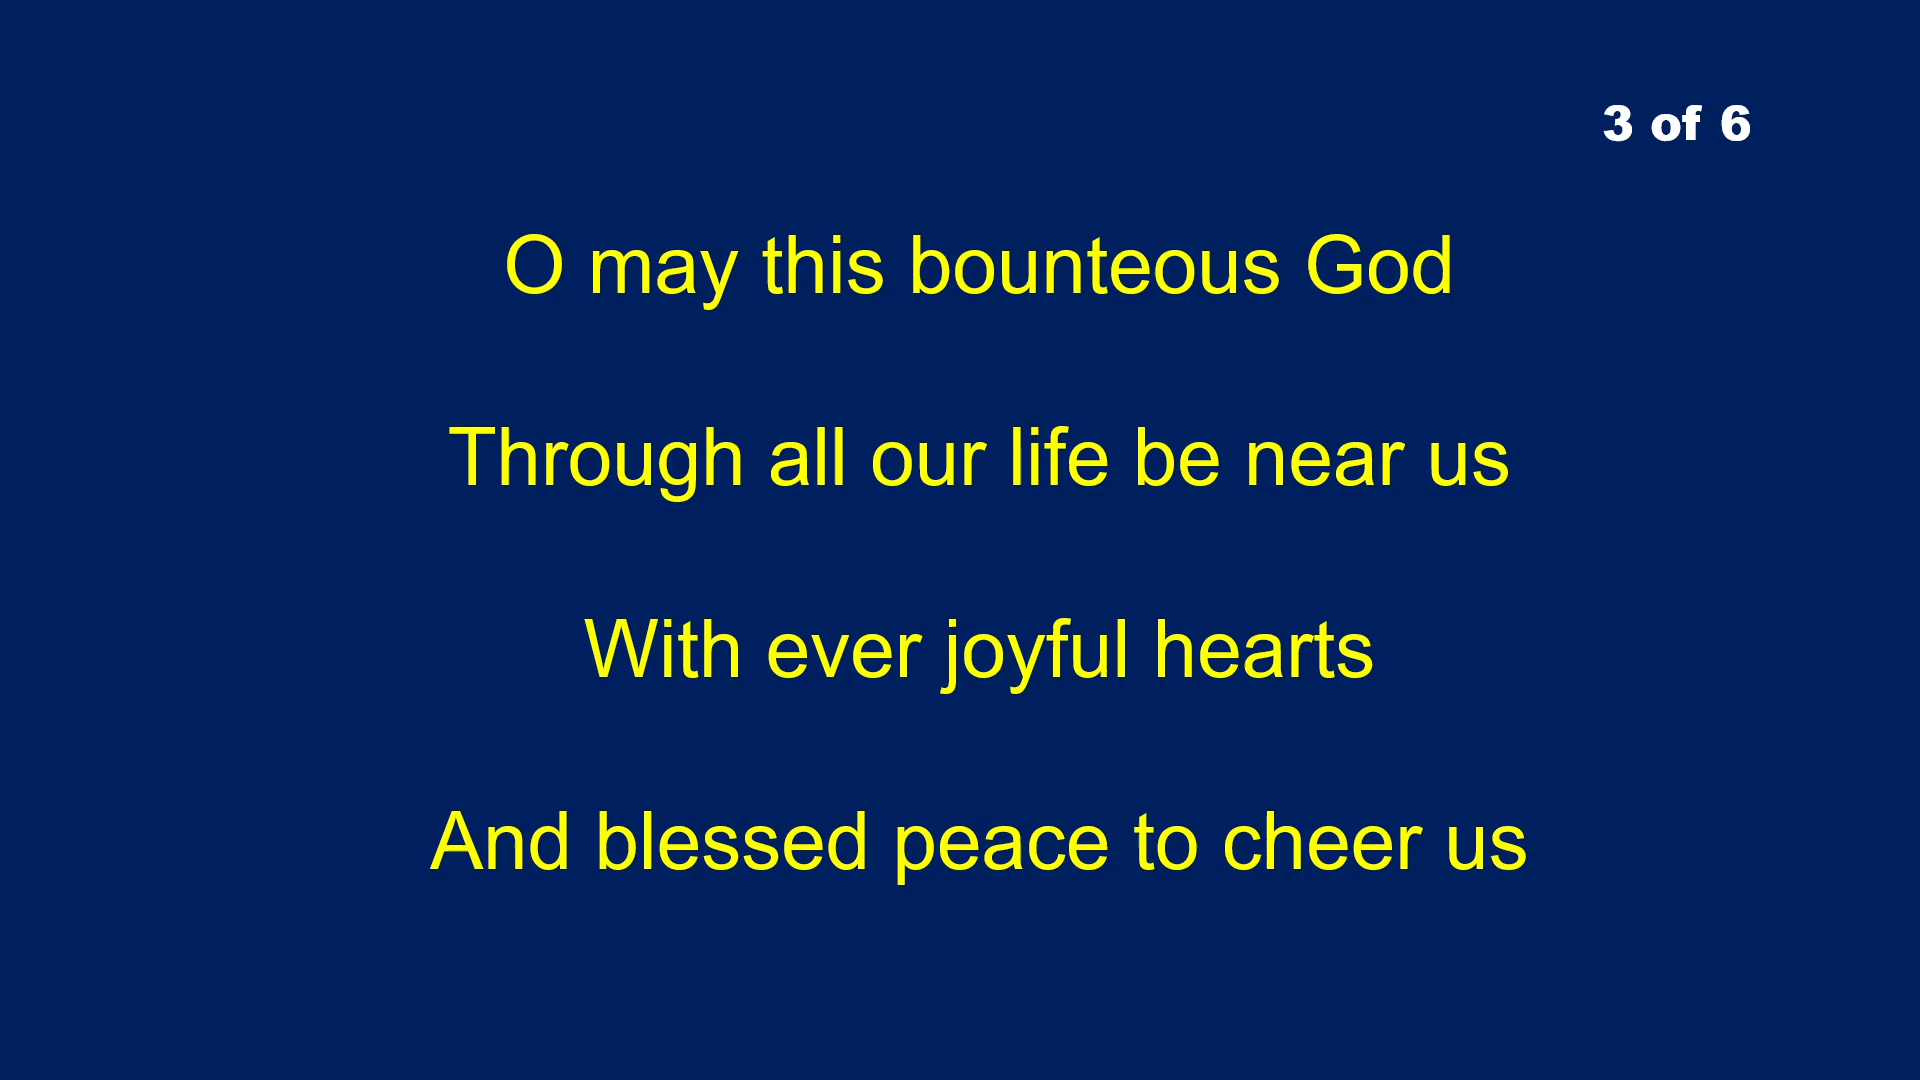 3 of 6
O may this bounteous God
Through all our life be near us
With ever joyful hearts
And blessed peace to cheer us